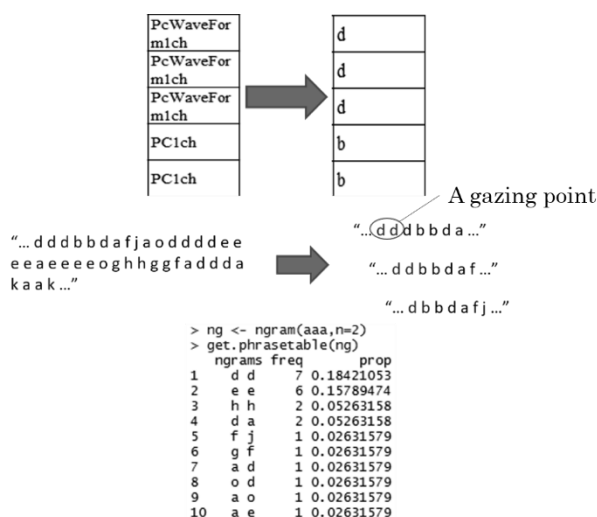 PcWaveFor
m1ch
d
PcWaveFor
m1ch
d
PcWaveFor
m1ch
d
PC1ch
b
PC1ch
b
A gazing point
“... d d d b b d a f j a o d d d d e e
e e a e e e e o g h h g g f a d d d a
k a a k ...”
“... d d d b b d a ...”
“... d d b b d a f ...”
“... d b b d a f j ...”
> ng <- ngram(aaa,n=2)
> get.phrasetable(ng)
ngrams freq prop
1 d d 7 0.18421053
2 e e 6 0.15789474
3 h h 2 0.05263158
4 d a 2 0.05263158
5 f j 1 0.02631579
6 g f 1 0.02631579
7 a d 1 0.02631579
8 o d 1 0.02631579
9 a o 1 0.02631579
10 a e 1 0.02631579